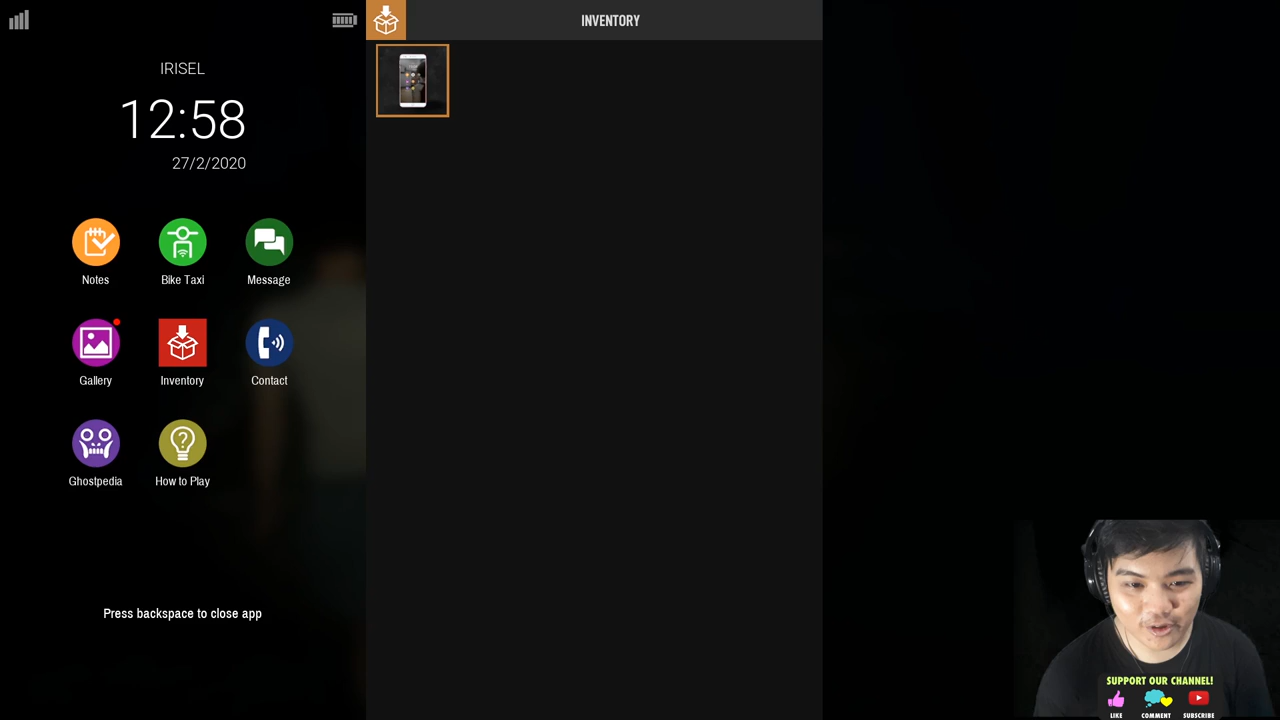 IRISEL
12:58
27/2/2020
Notes
Bike Taxi
Message
Gallery
Inventory
Contact
Ghostpedia
How to Play
Press backspace to close app
INVENTORY
SUPPORT OUR CHANNEL!
LIKE
COMMENT
SUBSCRIBE